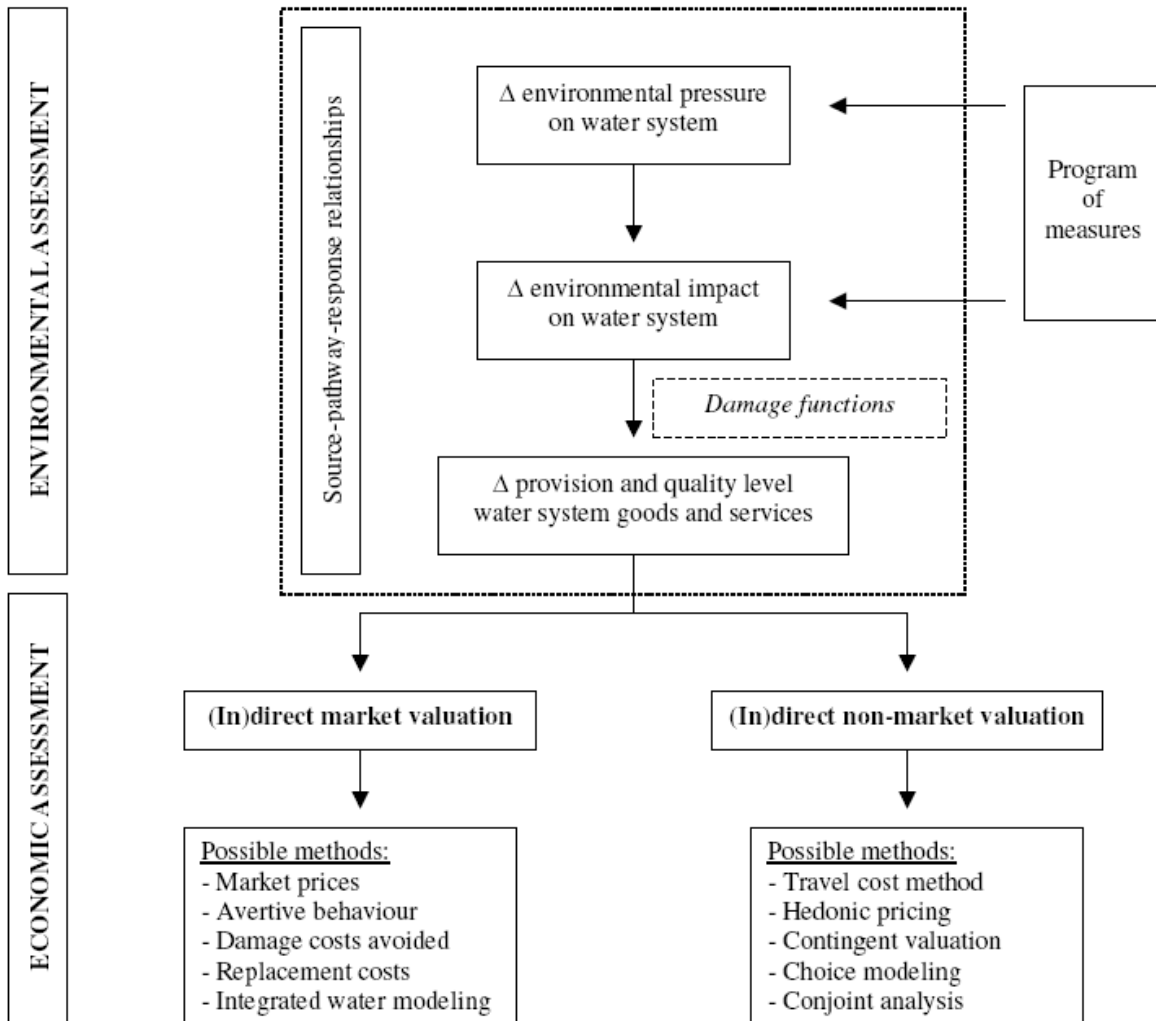 ENVIRONMENTAL ASSESSMENT
Source-pathway-response relationships
Δ environmental pressure
on water system
Program
of
measures
Δ environmental impact
on water system
Damage functions
Δ provision and quality level
water system goods and services
ECONOMIC ASSESSMENT
(In)direct market valuation
(In)direct non-market valuation
Possible methods:
- Market prices
- Avertive behaviour
- Damage costs avoided
- Replacement costs
- Integrated water modeling
Possible methods:
- Travel cost method
- Hedonic pricing
- Contingent valuation
- Choice modeling
- Conjoint analysis